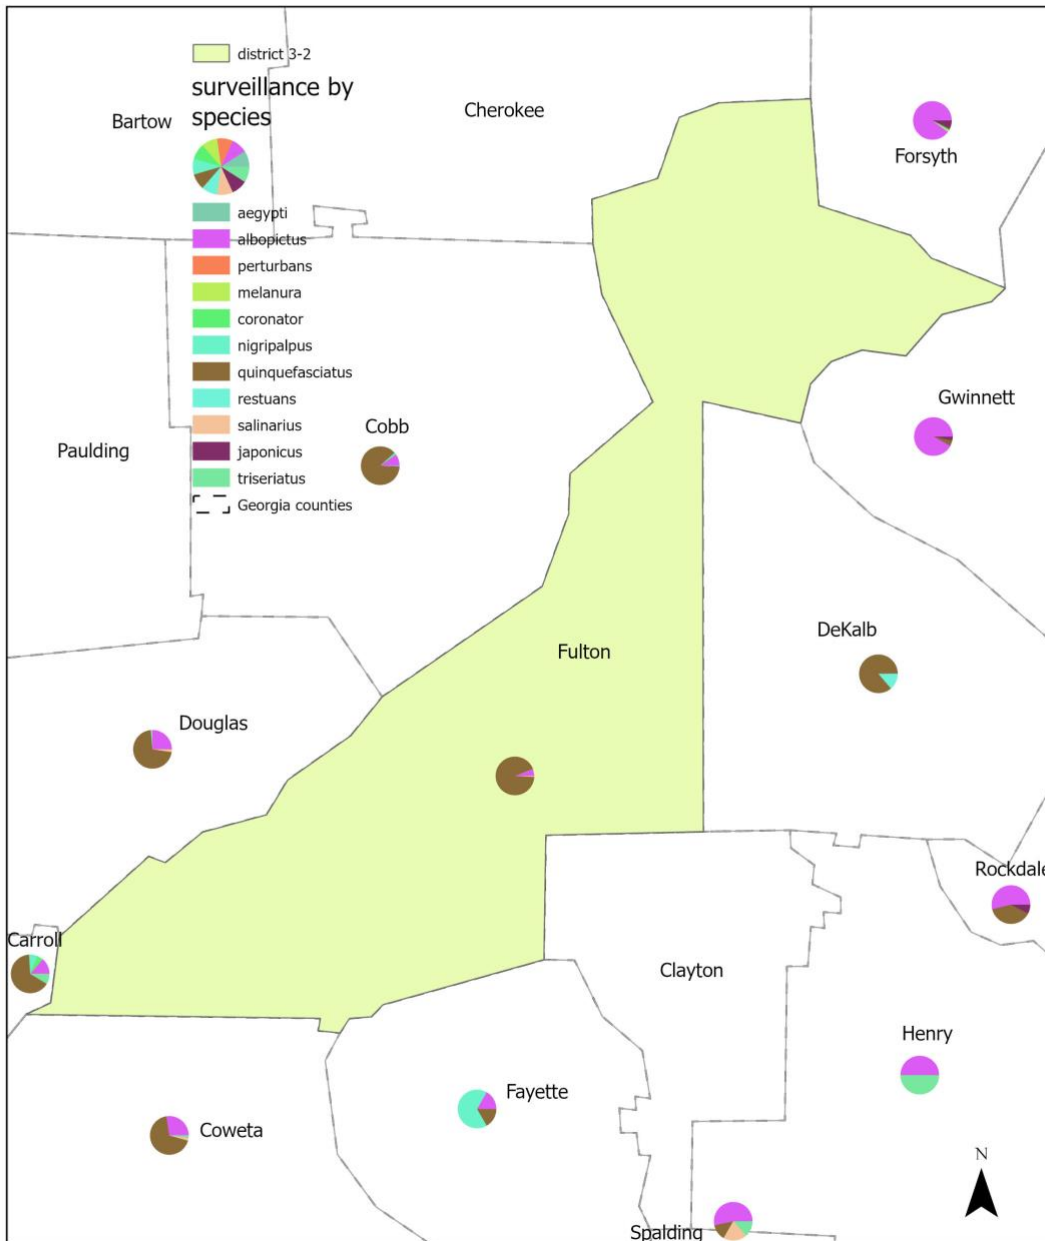 district 3-2
surveillance by
species
aegypti
albopictus
perturbans
melanura
coronator
nigripalpus
quinquefasciatus
restuans
salinarius
japonicus
triseriatus
Georgia counties
Bartow
Cherokee
Forsyth
Paulding
Cobb
Gwinnett
Fulton
DeKalb
Douglas
Rockdale
Carroll
Clayton
Henry
Fayette
Coweta
Spalding
N